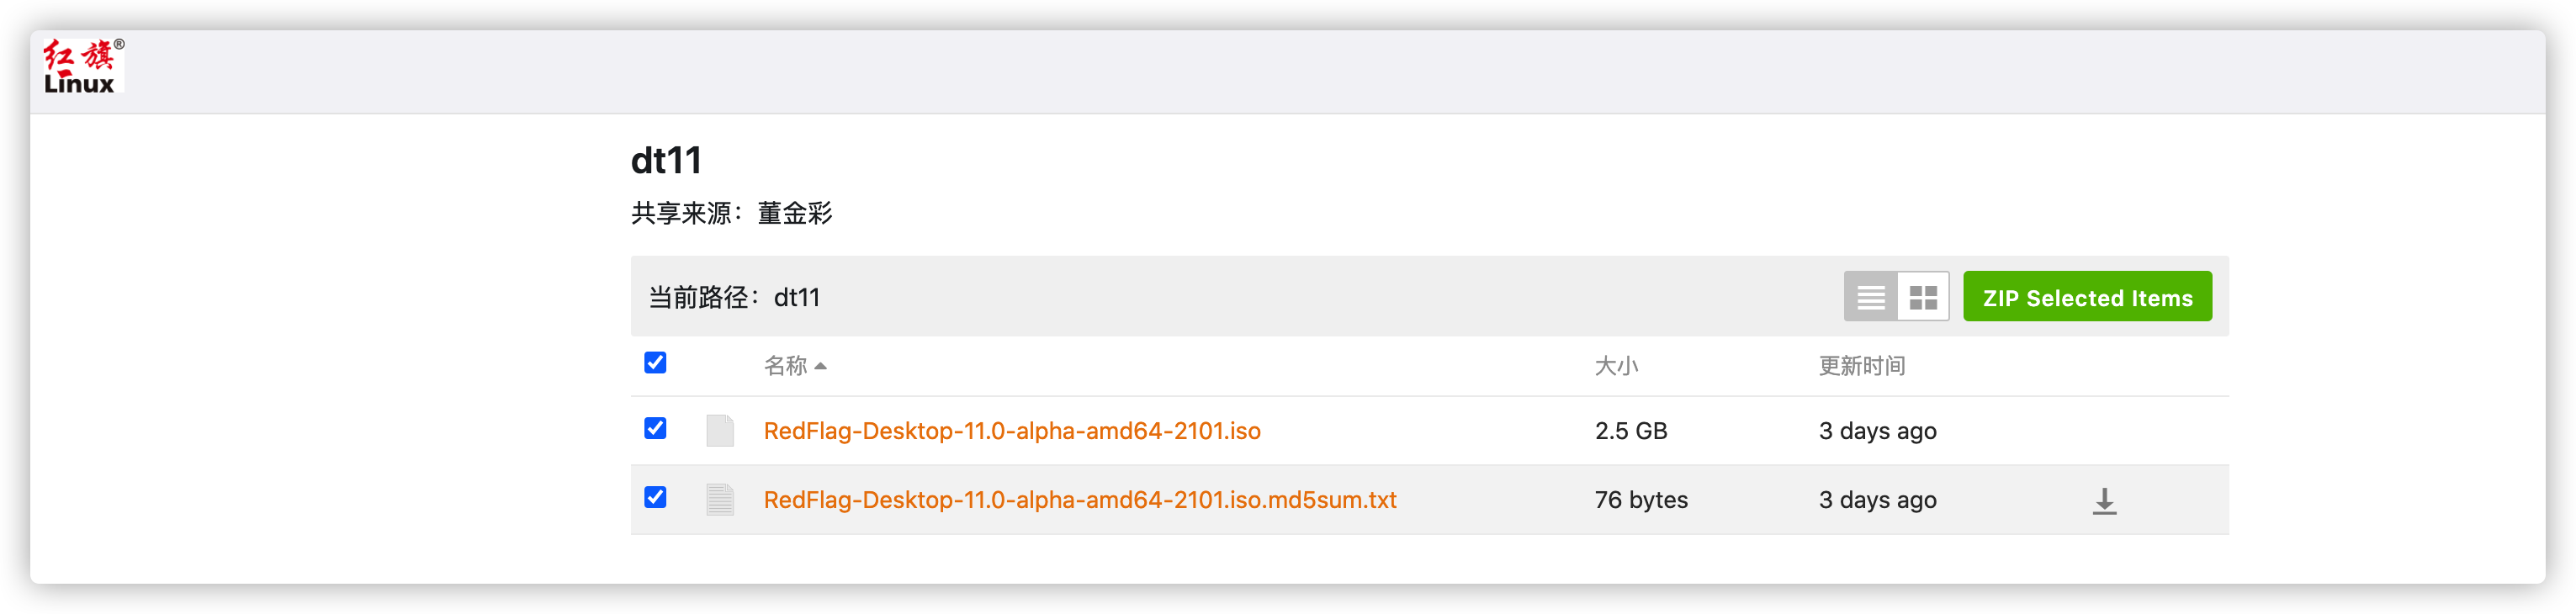 红旗®
Linux
dt11
共享来源：董金彩
当前路径：dt11
ZIP Selected Items
名称 大小 更新时间
RedFlag-Desktop-11.0-alpha-amd64-2101.iso 2.5 GB 3 days ago
RedFlag-Desktop-11.0-alpha-amd64-2101.iso.md5sum.txt 76 bytes 3 days ago